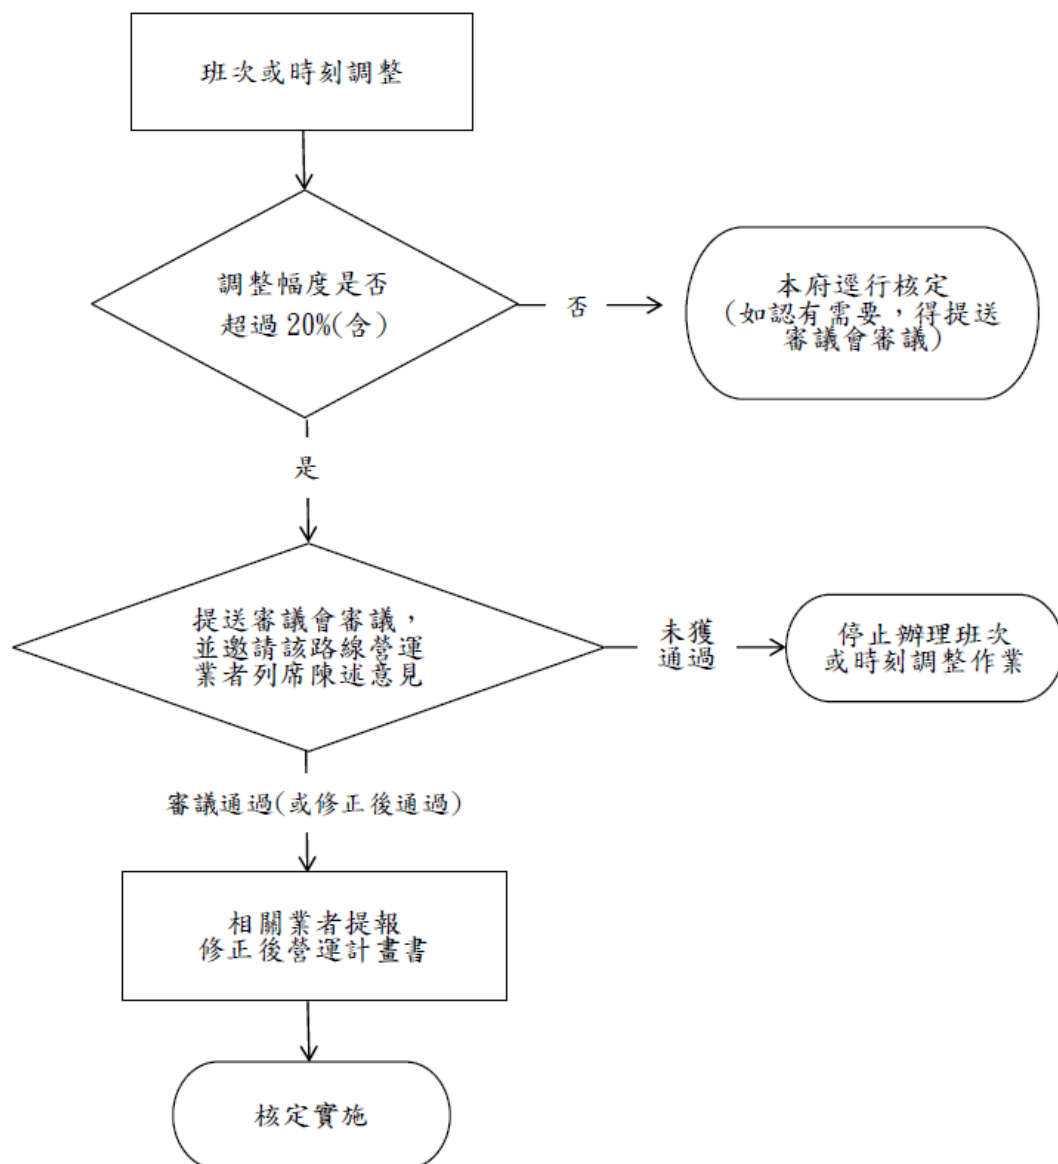 班次或時刻調整
調整幅度是否
超過20%(含)
否
本府逕行核定
(如認有需要，得提送
審議會審議)
是
提送審議會審議，
並邀請該路線營運
業者列席陳述意見
未獲
通過
停止辦理班次
或時刻調整作業
審議通過(或修正後通過)
相關業者提報
修正後營運計畫書
核定實施